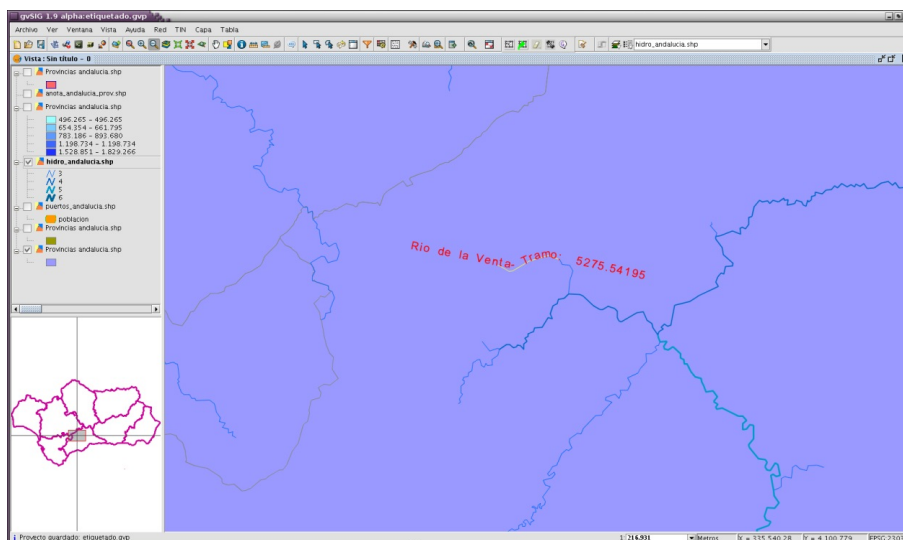 gvSIG 1.9 alpha:etiquetado.gvp
Archivo Ver Ventana Vista Ayuda Red TIN Capa Tabla
hidro_andalucia.shp
Vista: Sin título - 0
Provincias andalucia.shp
anota_andalucia_prov.shp
Provincias andalucia.shp
496.265 - 496.265
654.354 - 661.795
783.186 - 893.680
1.198.734 - 1.198.734
1.528.851 - 1.829.266
hidro_andalucia.shp
3
4
5
6
puertos_andalucia.shp
poblacion
Provincias andalucia.shp
Provincias andalucia.shp
Rio de la Venta- Tramo: 5275.54195
Proyecto guardado: etiquetado.gvp
1: 216.931
Metros
X = 335.540,28
Y = 4.100.779
EPSG:2303